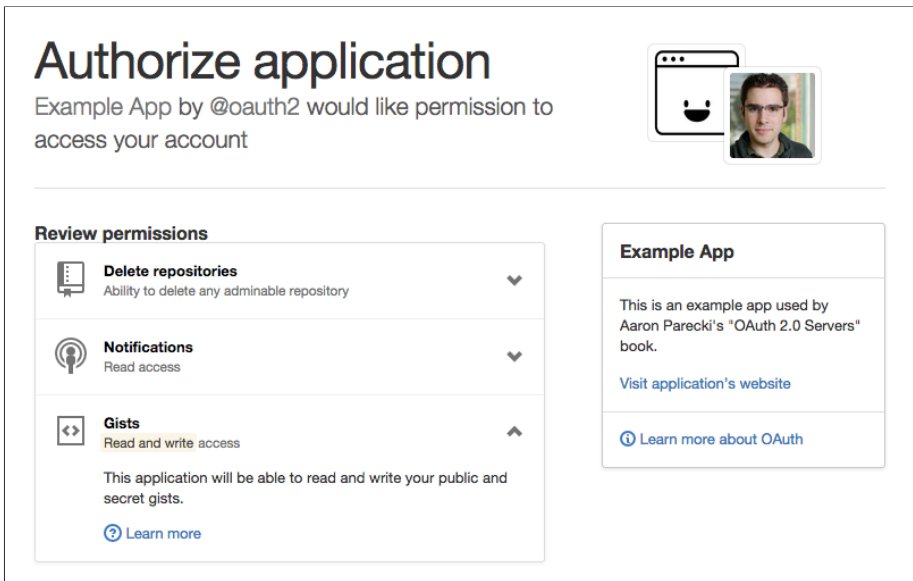 Authorize application
Example App by @oauth2 would like permission to
access your account
Review permissions
Delete repositories
Ability to delete any adminable repository
Notifications
Read access
Gists
Read and write access
This application will be able to read and write your public and
secret gists.
Learn more
Example App
This is an example app used by
Aaron Parecki's "OAuth 2.0 Servers"
book.
Visit application's website
Learn more about OAuth